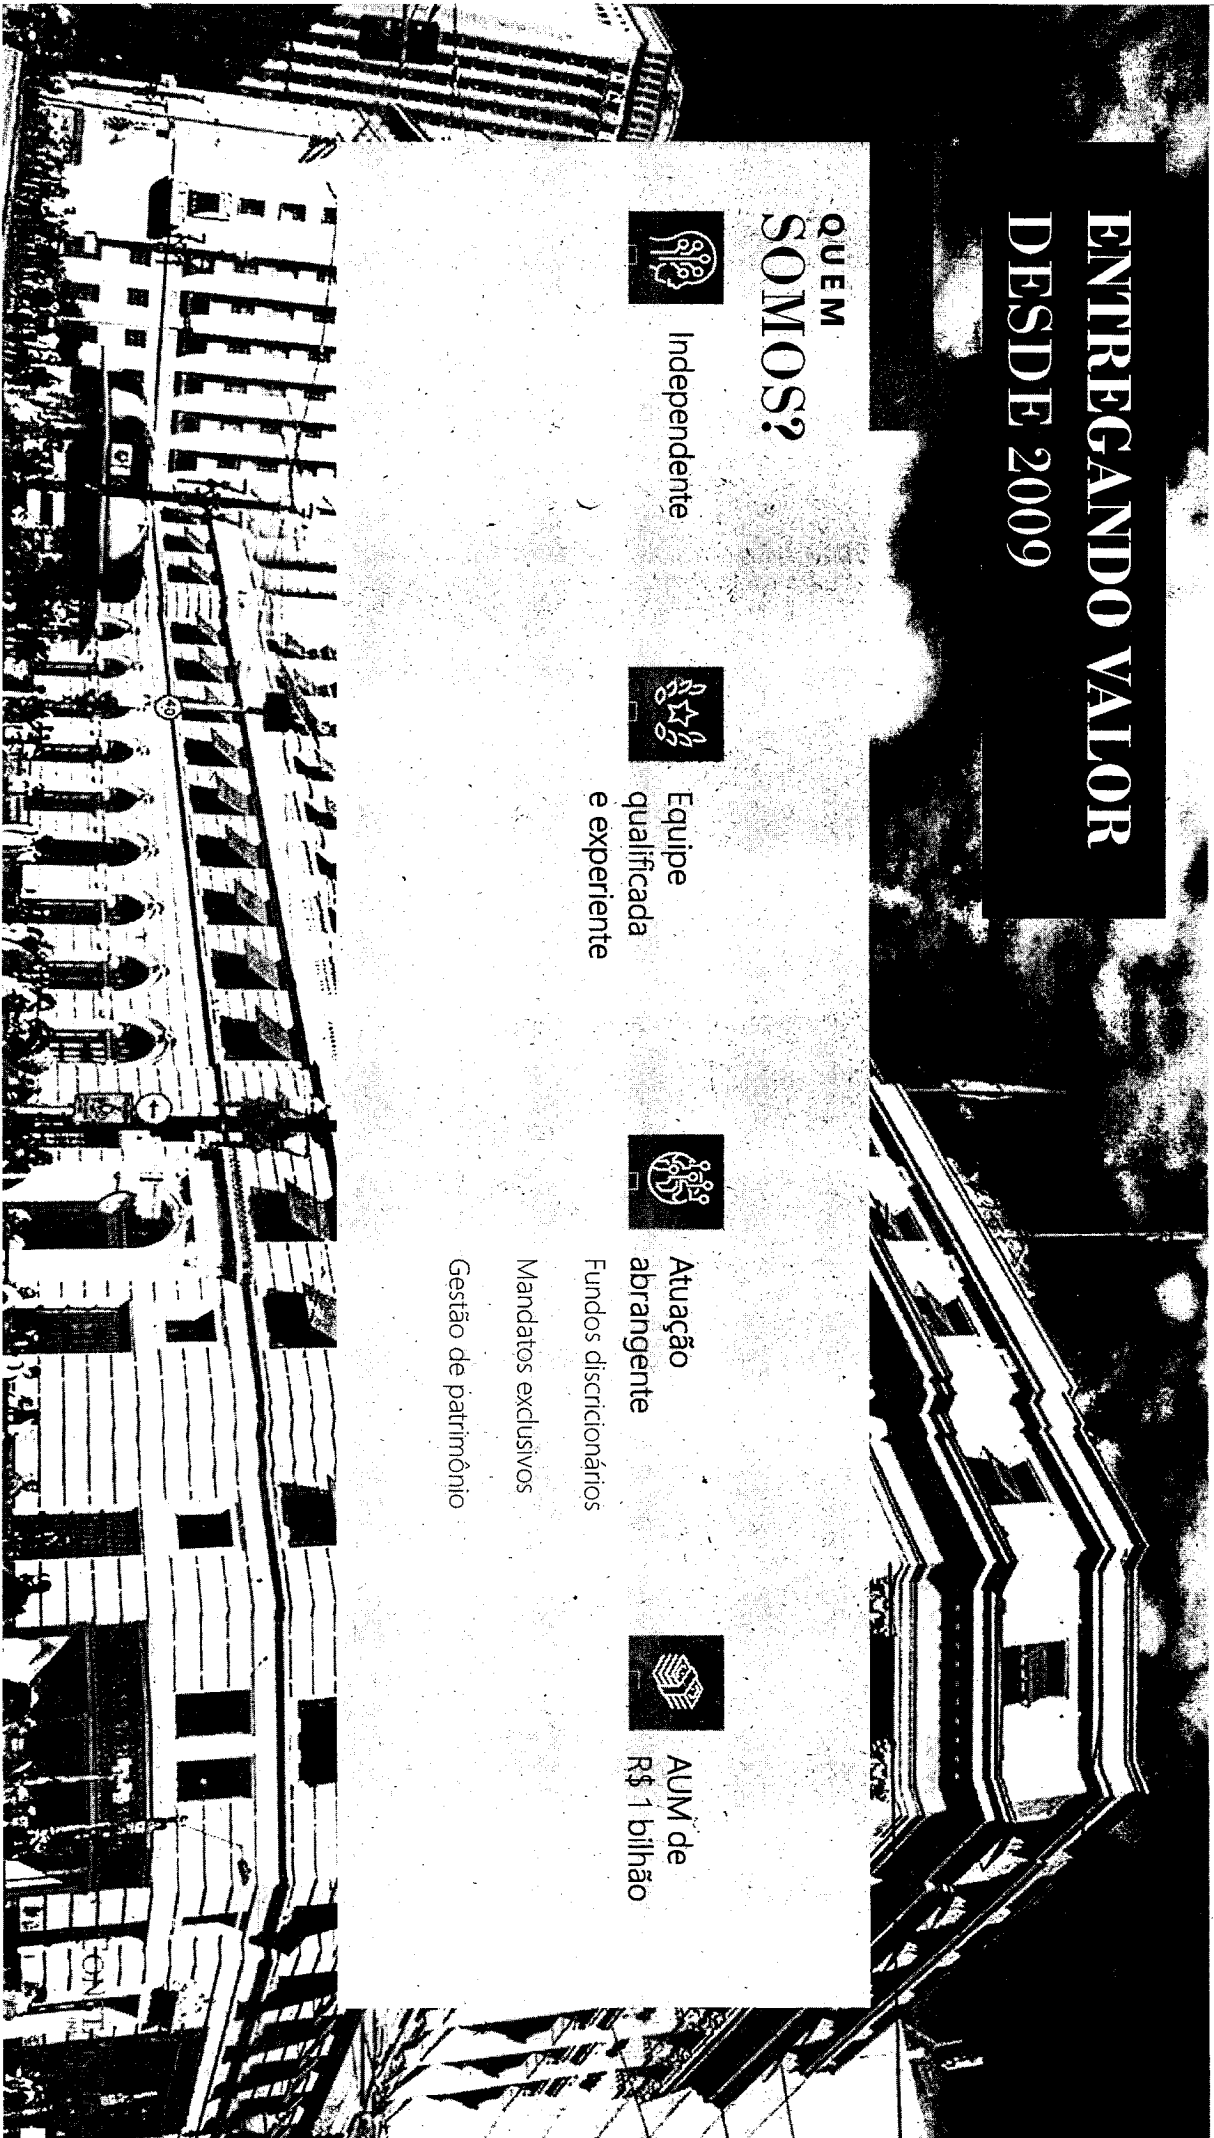 ENTREGANDO VALOR
DESDE 2009
QUEM
SOMOS?
Independente
Equipe
qualificada
e experiente
Atuação
abrangente
Fundos discricionários
Mandatos exclusivos
Gestão de patrimônio
AUM de
R$ 1 bilhão